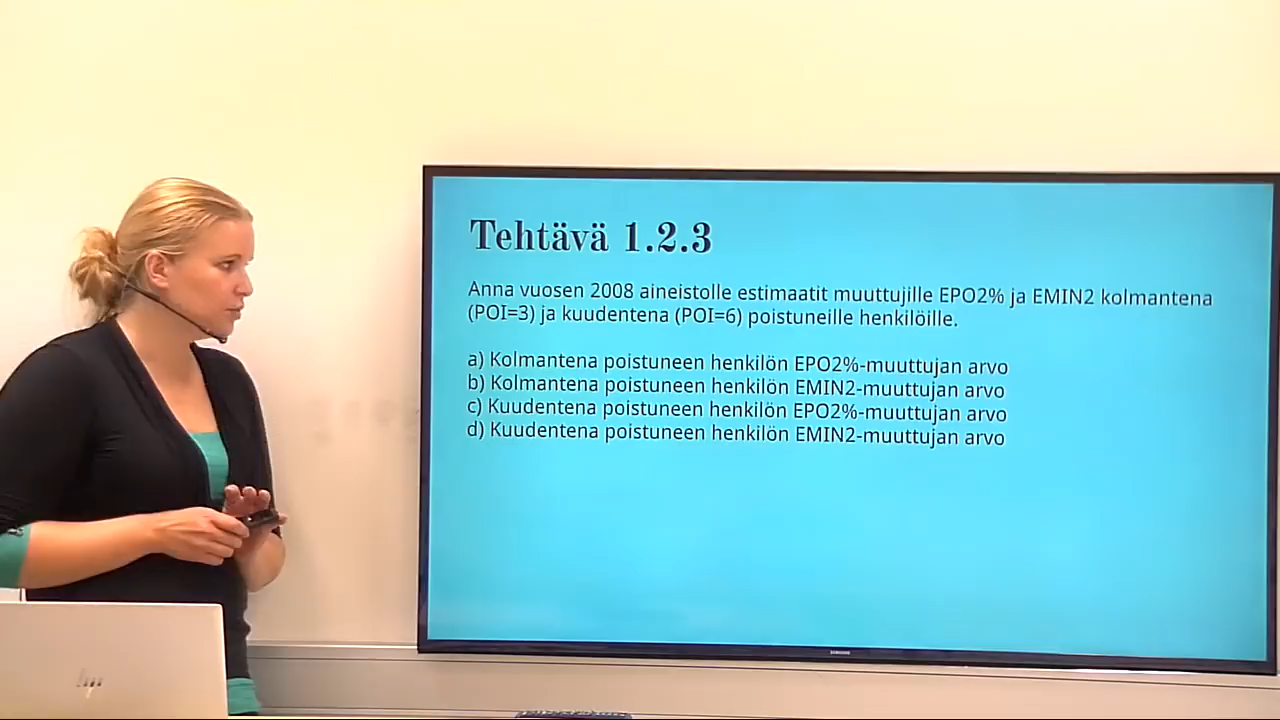 Tehtävä 1.2.3
Anna vuosen 2008 aineistolle estimaatit muuttujille EPO2% ja EMIN2 kolmantena
(POI=3) ja kuudentena (POI=6) poistuneille henkilöille.
a) Kolmantena poistuneen henkilön EPO2%-muuttujan arvo
b) Kolmantena poistuneen henkilön EMIN2-muuttujan arvo
c) Kuudentena poistuneen henkilön EPO2%-muuttujan arvo
d) Kuudentena poistuneen henkilön EMIN2-muuttujan arvo
SAMSUNG
hp